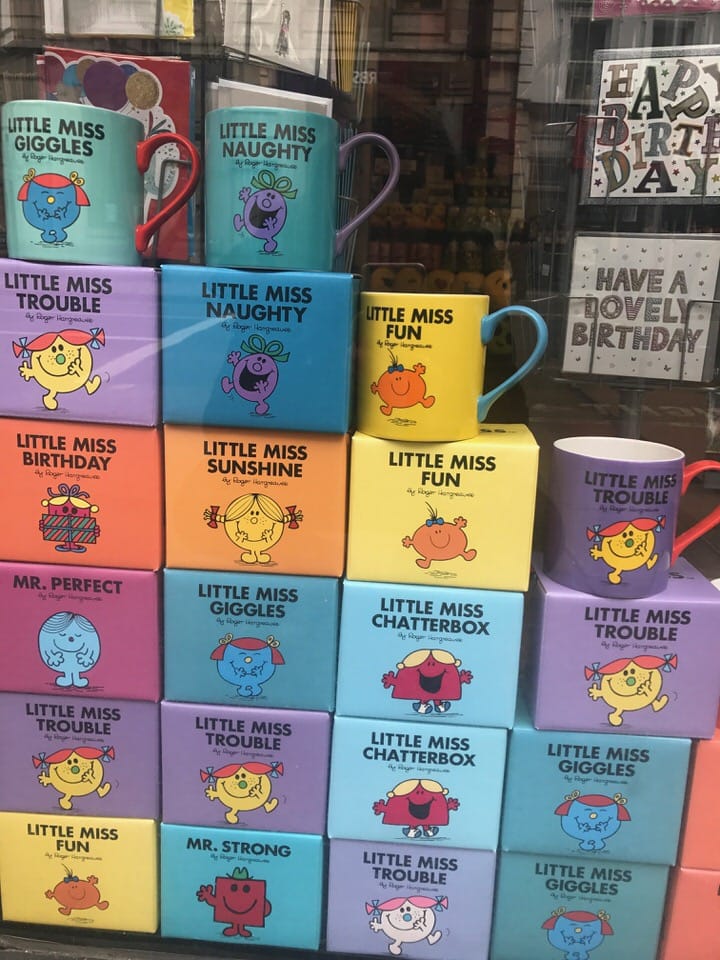 LITTLE MISS
GIGGLES
By Roger Hargreaves
LITTLE MISS
NAUGHTY
By Roger Hargreaves
HAPPY
BIRTH
DAY
HAVE A
LOVELY
BIRTHDAY
LITTLE MISS
TROUBLE
By Roger Hargreaves
LITTLE MISS
NAUGHTY
By Roger Hargreaves
LITTLE MISS
FUN
By Roger Hargreaves
LITTLE MISS
BIRTHDAY
By Roger Hargreaves
LITTLE MISS
SUNSHINE
By Roger Hargreaves
LITTLE MISS
FUN
By Roger Hargreaves
LITTLE MISS
TROUBLE
By Roger Hargreaves
MR. PERFECT
By Roger Hargreaves
LITTLE MISS
GIGGLES
By Roger Hargreaves
LITTLE MISS
CHATTERBOX
By Roger Hargreaves
LITTLE MISS
TROUBLE
By Roger Hargreaves
LITTLE MISS
TROUBLE
By Roger Hargreaves
LITTLE MISS
TROUBLE
By Roger Hargreaves
LITTLE MISS
CHATTERBOX
By Roger Hargreaves
LITTLE MISS
GIGGLES
By Roger Hargreaves
LITTLE MISS
FUN
By Roger Hargreaves
MR. STRONG
By Roger Hargreaves
LITTLE MISS
TROUBLE
By Roger Hargreaves
LITTLE MISS
GIGGLES
By Roger Hargreaves